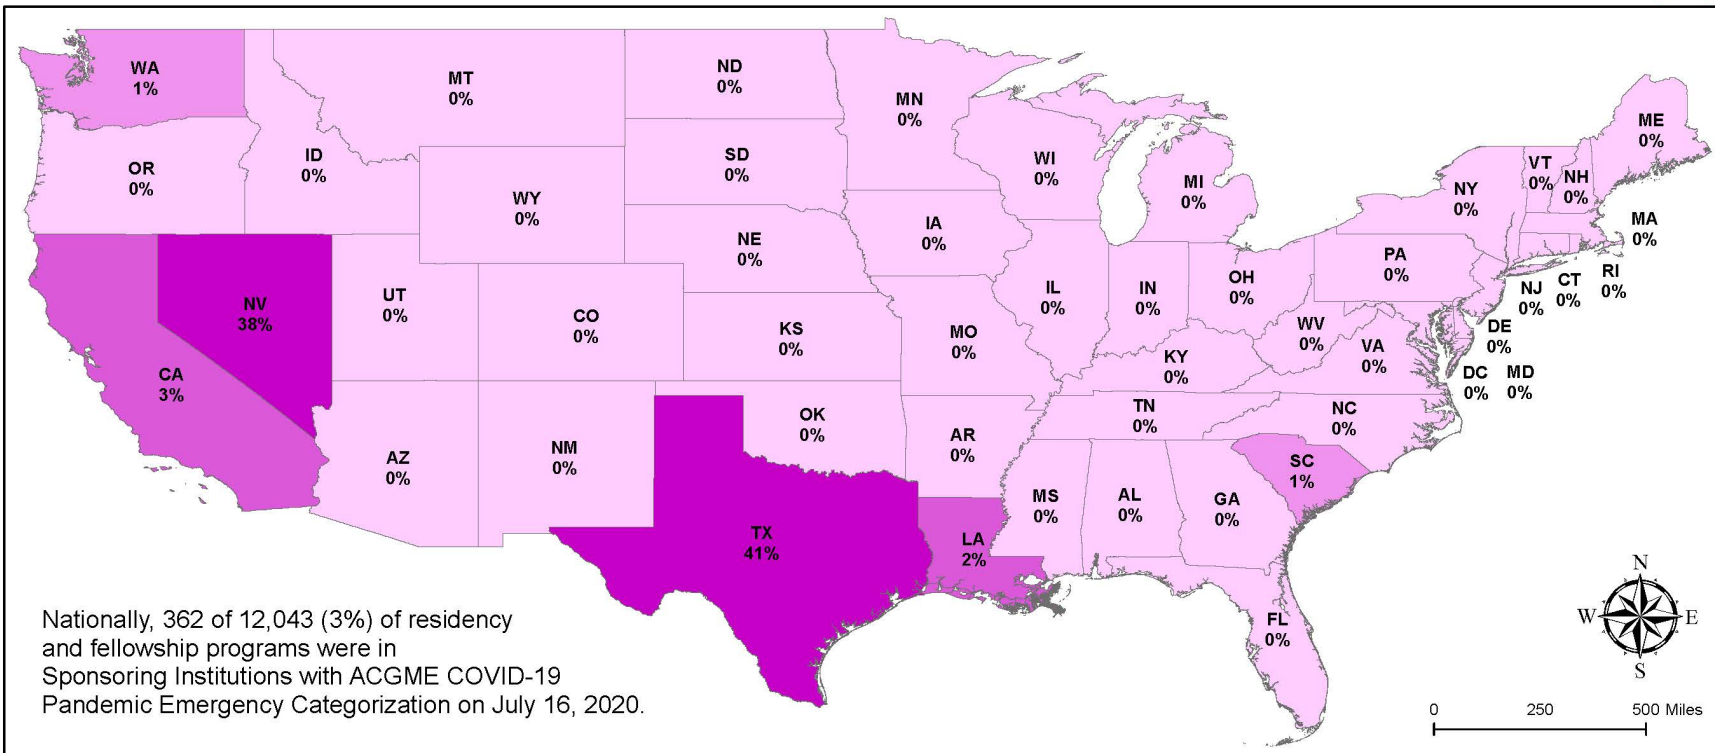 WA
1%
MT
0%
ND
0%
MN
0%
ME
0%
OR
0%
ID
0%
SD
0%
WI
0%
MI
0%
VT
0%
NH
0%
NY
0%
WY
0%
IA
0%
MA
0%
NE
0%
PA
0%
NV
38%
UT
0%
CO
0%
IL
0%
IN
0%
OH
0%
NJ
0%
CT
0%
RI
0%
KS
0%
MO
0%
WV
0%
VA
0%
DE
0%
CA
3%
KY
0%
DC
0%
MD
0%
OK
0%
TN
0%
NC
0%
AZ
0%
NM
0%
AR
0%
SC
1%
MS
0%
AL
0%
GA
0%
TX
41%
LA
2%
FL
0%
Nationally, 362 of 12,043 (3%) of residency
and fellowship programs were in
Sponsoring Institutions with ACGME COVID-19
Pandemic Emergency Categorization on July 16, 2020.
N
W E
S
0 250 500 Miles